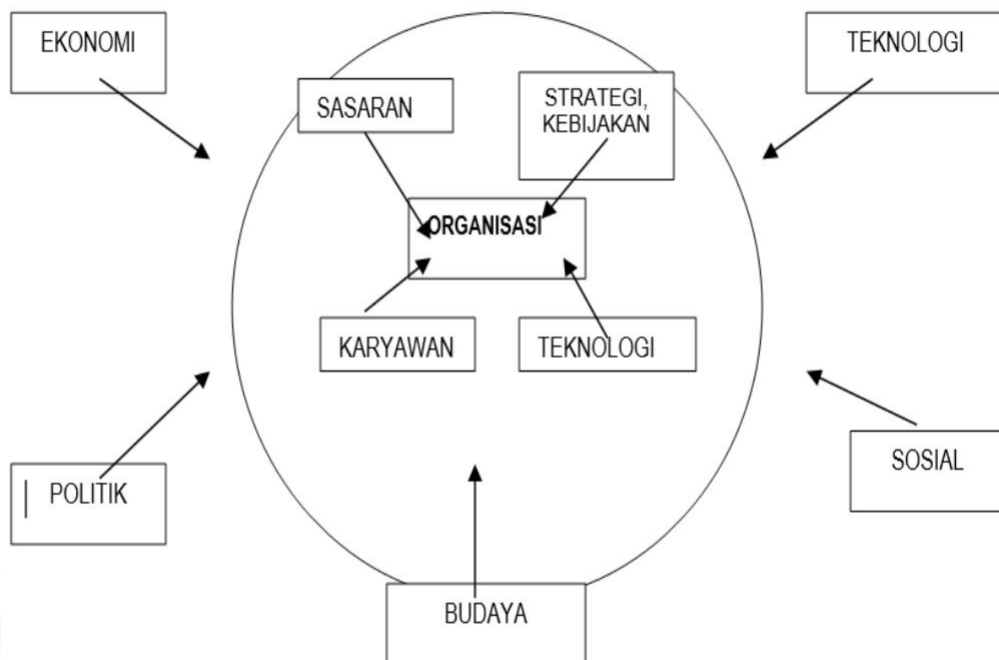 EKONOMI
TEKNOLOGI
SASARAN
STRATEGI,
KEBIJAKAN
ORGANISASI
KARYAWAN
TEKNOLOGI
POLITIK
SOSIAL
BUDAYA